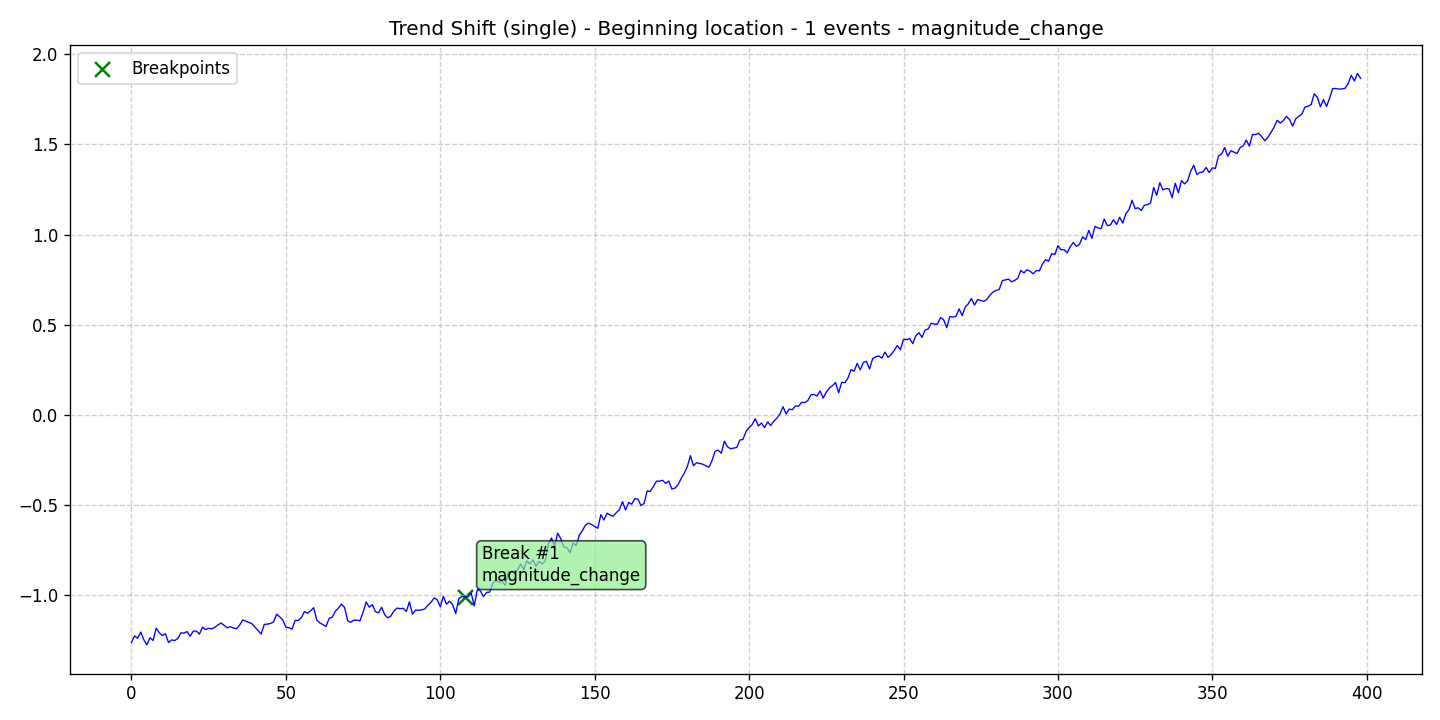 Trend Shift (single) - Beginning location - 1 events - magnitude_change
Breakpoints
2.0
1.5
1.0
0.5
0.0
−0.5
−1.0
Break #1
magnitude_change
0 50 100 150 200 250 300 350 400